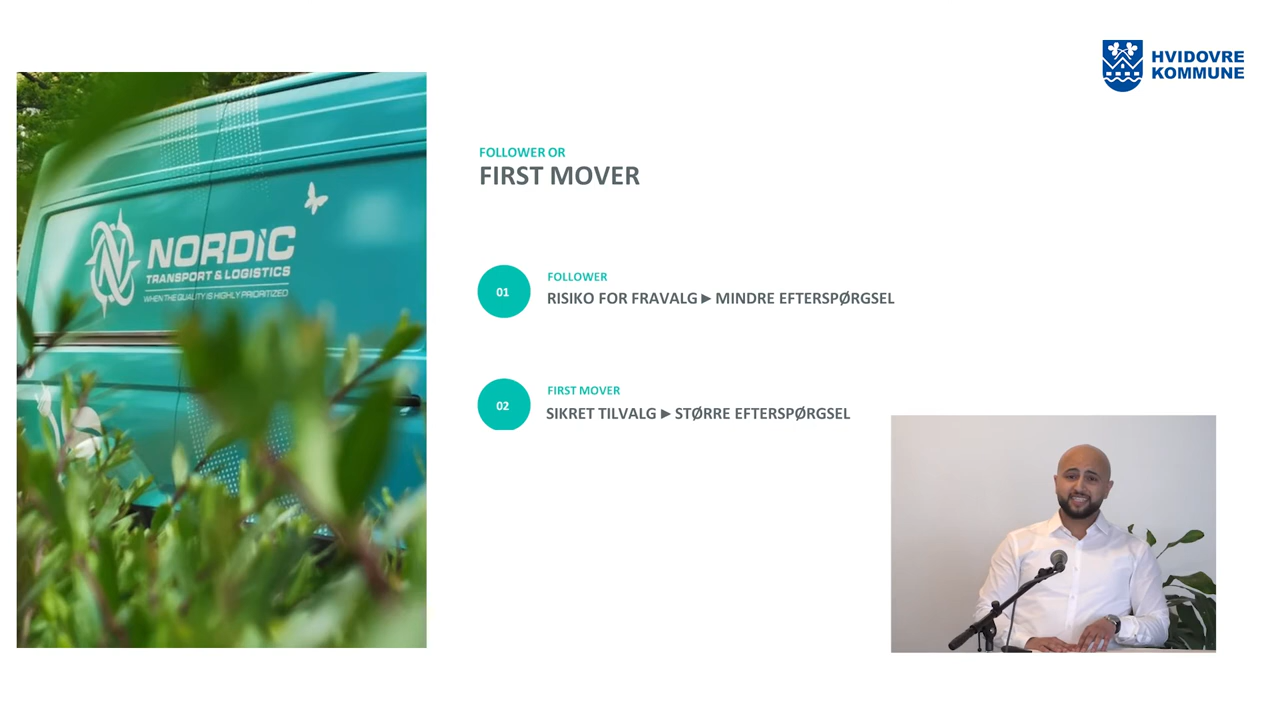 HVIDOVRE
KOMMUNE
NORDiC
TRANSPORT & LOGISTICS
WHEN THE QUALITY IS HIGHLY PRIORITIZED
FOLLOWER OR
FIRST MOVER
01
FOLLOWER
RISIKO FOR FRAVALG ▶ MINDRE EFTERSPØRGSEL
02
FIRST MOVER
SIKRET TILVALG ▶ STØRRE EFTERSPØRGSEL